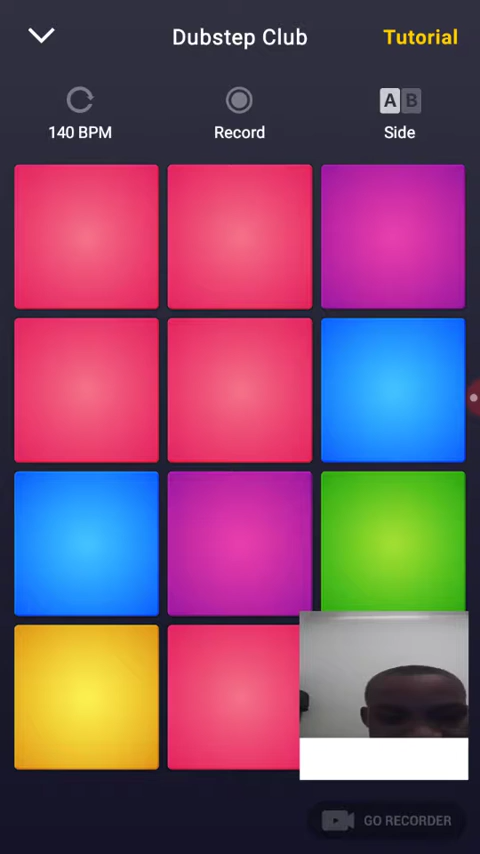 Dubstep Club
Tutorial
140 BPM
Record
A B
Side
GO RECORDER